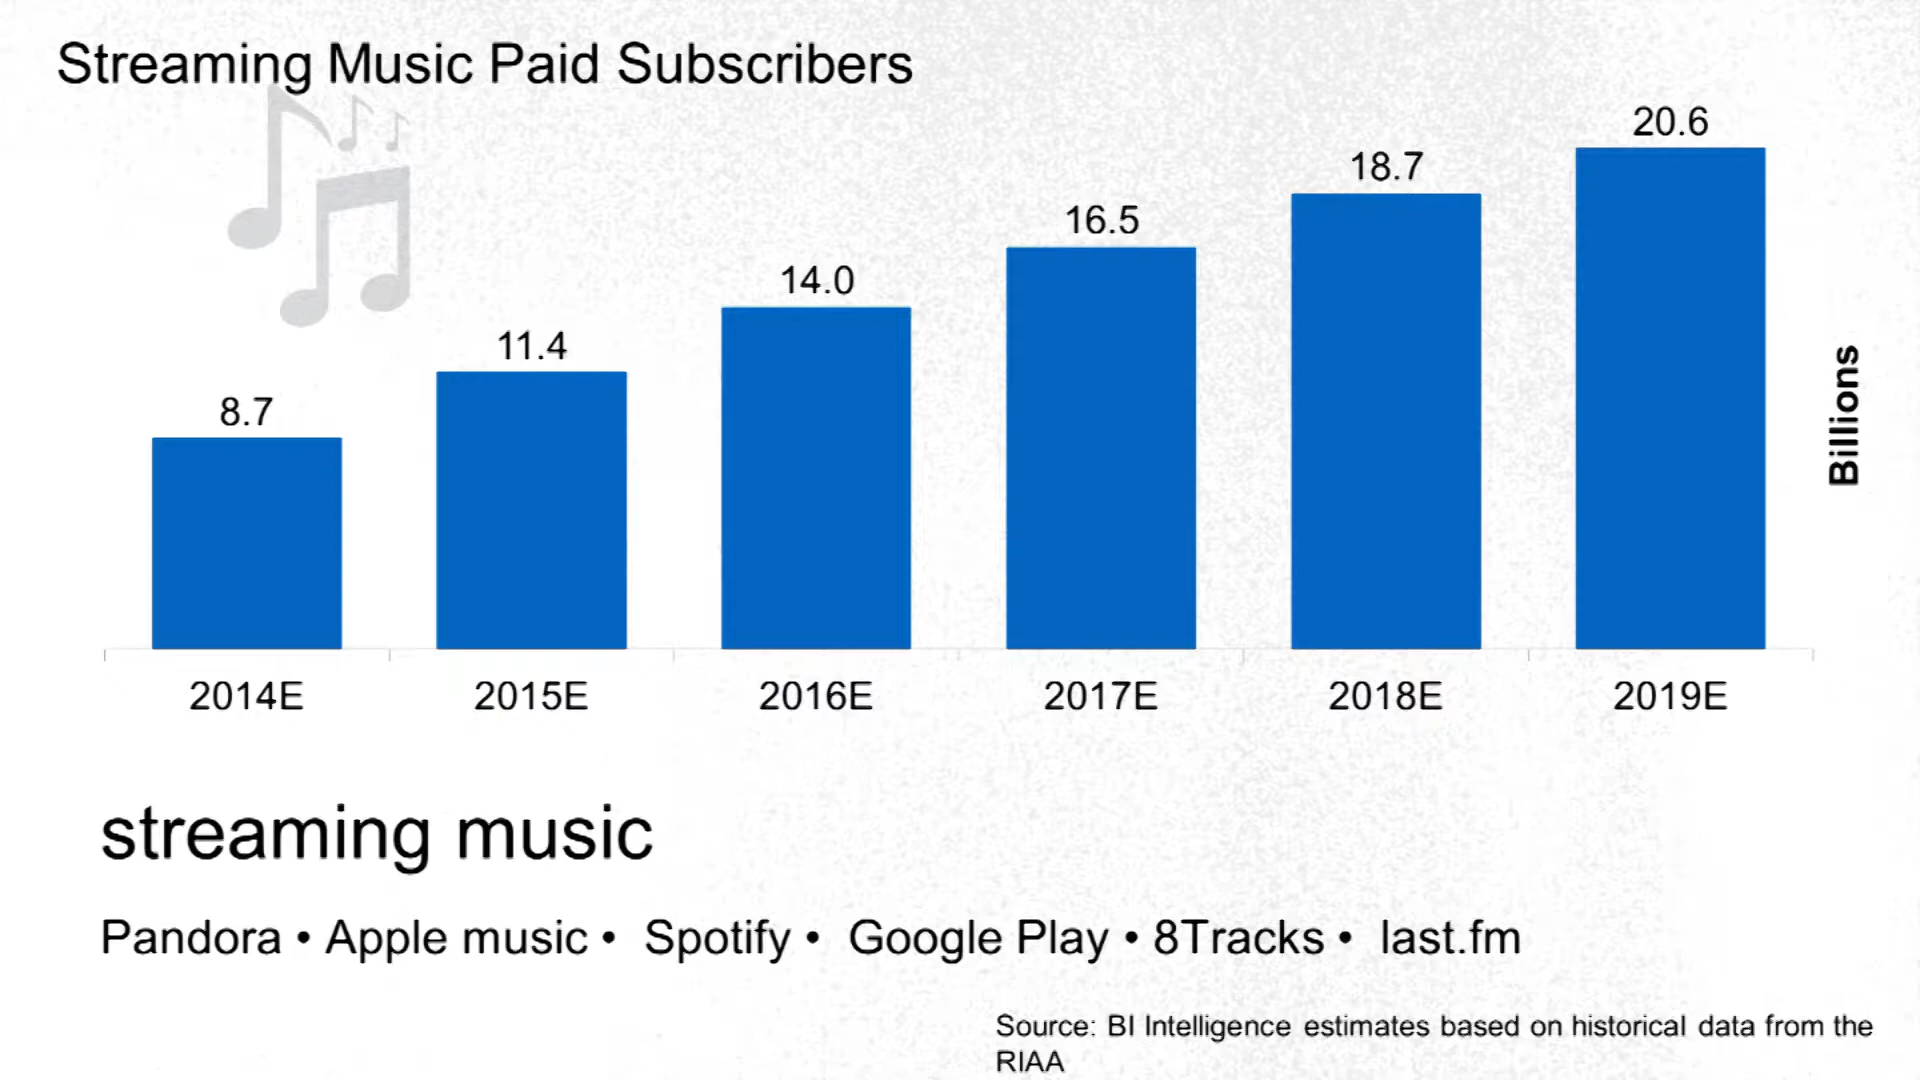 Streaming Music Paid Subscribers
20.6
18.7
16.5
14.0
11.4
8.7
Billions
2014E 2015E 2016E 2017E 2018E 2019E
streaming music
Pandora • Apple music • Spotify • Google Play • 8Tracks • last.fm
Source: BI Intelligence estimates based on historical data from the
RIAA